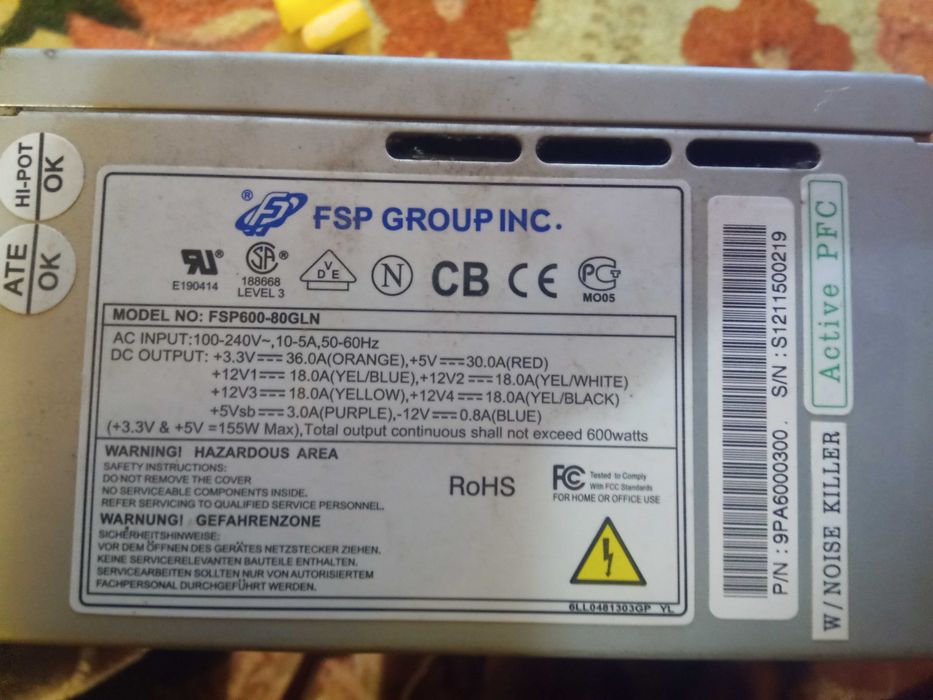 HI-POT OK
ATE OK
® FSP GROUP INC.
RU®
E190414
SA®
188668
LEVEL 3
DVE
N
CB
CE
PCT
MO05
MODEL NO: FSP600-80GLN
AC INPUT:100-240V~,10-5A,50-60Hz
DC OUTPUT: +3.3V⎓36.0A(ORANGE),+5V⎓30.0A(RED)
+12V1⎓18.0A(YEL/BLUE),+12V2⎓18.0A(YEL/WHITE)
+12V3⎓18.0A(YELLOW),+12V4⎓18.0A(YEL/BLACK)
+5Vsb⎓3.0A(PURPLE),-12V⎓0.8A(BLUE)
(+3.3V & +5V =155W Max),Total output continuous shall not exceed 600watts
WARNING! HAZARDOUS AREA
SAFETY INSTRUCTIONS:
DO NOT REMOVE THE COVER
NO SERVICEABLE COMPONENTS INSIDE.
REFER SERVICING TO QUALIFIED SERVICE PERSONNEL.
WARNUNG! GEFAHRENZONE
SICHERHEITSHINWEISE:
VOR DEM ÖFFNEN DES GERÄTES NETZSTECKER ZIEHEN.
KEINE SERVICERELEVANTEN BAUTEILE ENTHALTEN.
SERVICEARBEITEN SOLLTEN NUR VON AUTORISIERTEM
FACHPERSONAL DURCHGEFÜHRT WERDEN.
RoHS
FC Tested to Comply
With FCC Standards
FOR HOME OR OFFICE USE
6LL0481303GP YL
P/N : 9PA6000300. S/N : S1211500219
Active PFC
W/NOISE KILLER